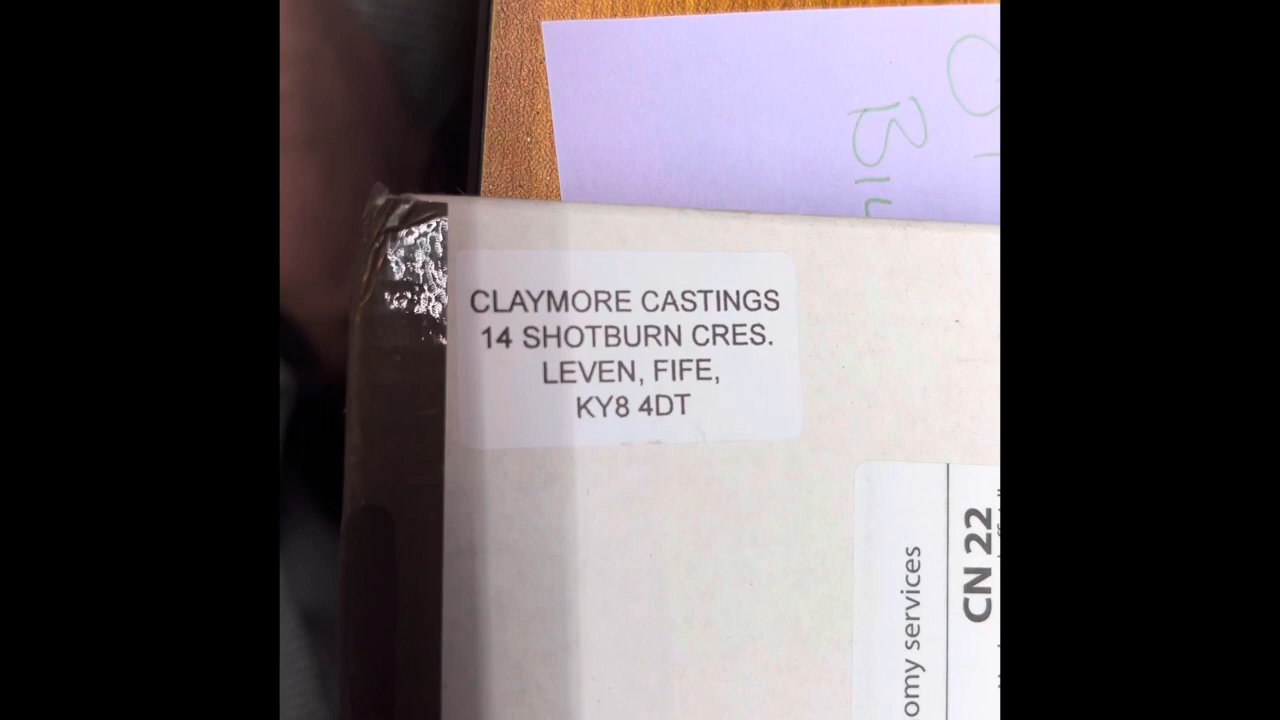 CLAYMORE CASTINGS
14 SHOTBURN CRES.
LEVEN, FIFE,
KY8 4DT
CN 22
omy services